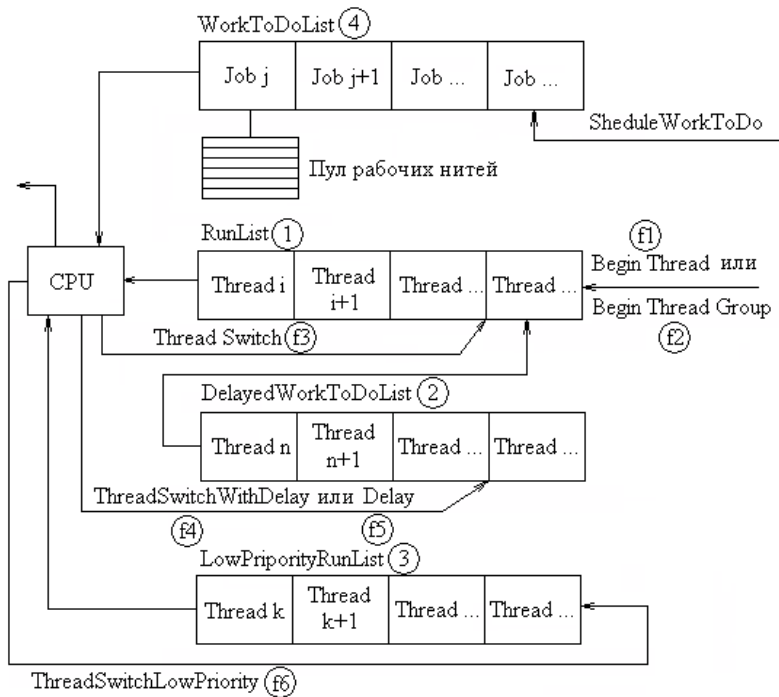 WorkToDoList 4
Job j Job j+1 Job ... Job ...
SheduleWorkToDo
Пул рабочих нитей
RunList 1
f1
Begin Thread или
CPU
Thread i Thread i+1 Thread ... Thread ...
Begin Thread Group
f2
Thread Switch f3
DelayedWorkToDoList 2
Thread n Thread n+1 Thread ... Thread ...
ThreadSwitchWithDelay или Delay
f4 f5
LowPriporityRunList 3
Thread k Thread k+1 Thread ... Thread ...
ThreadSwitchLowPriority f6